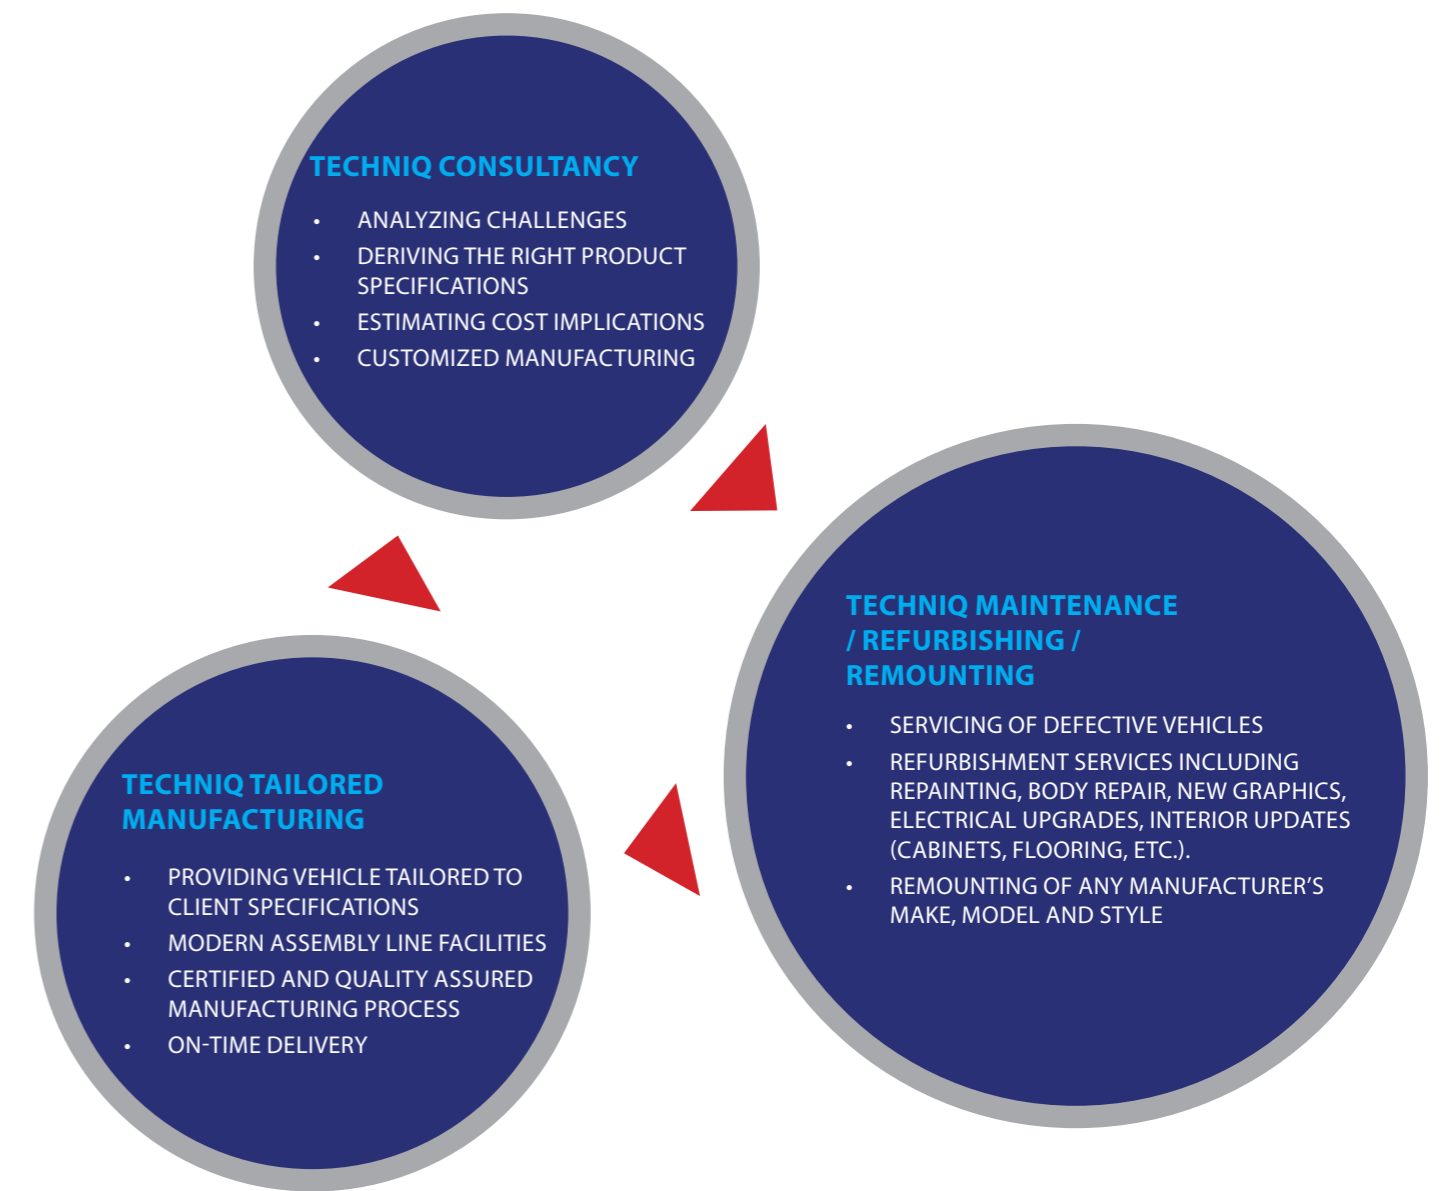 TECHNIQ CONSULTANCY
• ANALYZING CHALLENGES
• DERIVING THE RIGHT PRODUCT
SPECIFICATIONS
• ESTIMATING COST IMPLICATIONS
• CUSTOMIZED MANUFACTURING
TECHNIQ MAINTENANCE
/ REFURBISHING /
REMOUNTING
• SERVICING OF DEFECTIVE VEHICLES
• REFURBISHMENT SERVICES INCLUDING
REPAINTING, BODY REPAIR, NEW GRAPHICS,
ELECTRICAL UPGRADES, INTERIOR UPDATES
(CABINETS, FLOORING, ETC.).
• REMOUNTING OF ANY MANUFACTURER’S
MAKE, MODEL AND STYLE
TECHNIQ TAILORED
MANUFACTURING
• PROVIDING VEHICLE TAILORED TO
CLIENT SPECIFICATIONS
• MODERN ASSEMBLY LINE FACILITIES
• CERTIFIED AND QUALITY ASSURED
MANUFACTURING PROCESS
• ON-TIME DELIVERY